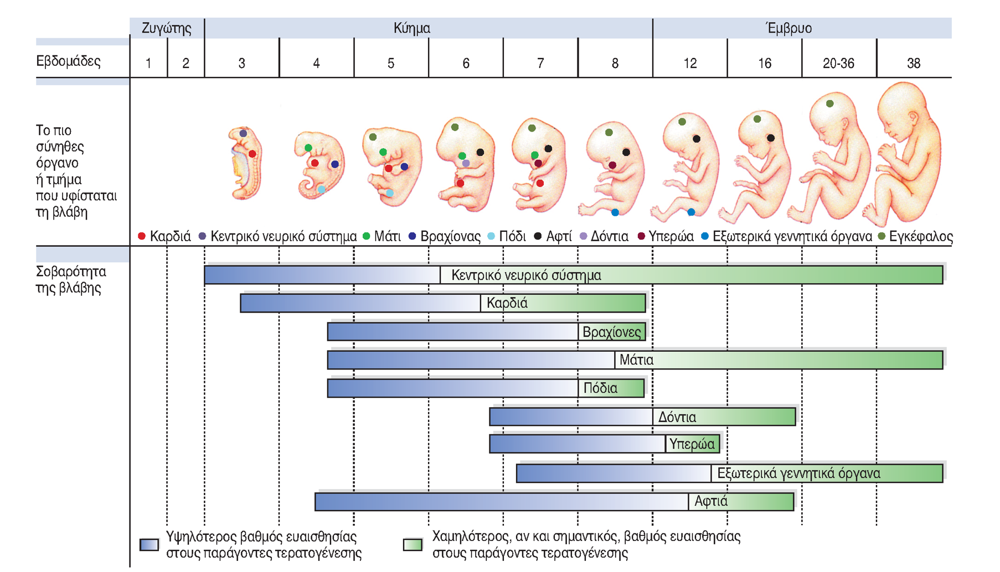 Ζυγώτης Κύημα Έμβρυο
Εβδομάδες 1 2 3 4 5 6 7 8 12 16 20-36 38
Το πιο
σύνηθες
όργανο
ή τμήμα
που υφίσταται
τη βλάβη
Καρδιά Κεντρικό νευρικό σύστημα Μάτι Βραχίονας Πόδι Αφτί Δόντια Υπερώα Εξωτερικά γεννητικά όργανα Εγκέφαλος
Σοβαρότητα
της βλάβης
Κεντρικό νευρικό σύστημα
Καρδιά
Βραχίονες
Μάτια
Πόδια
Δόντια
Υπερώα
Εξωτερικά γεννητικά όργανα
Αφτιά
Υψηλότερος βαθμός ευαισθησίας
στους παράγοντες τερατογένεσης
Χαμηλότερος, αν και σημαντικός, βαθμός ευαισθησίας
στους παράγοντες τερατογένεσης